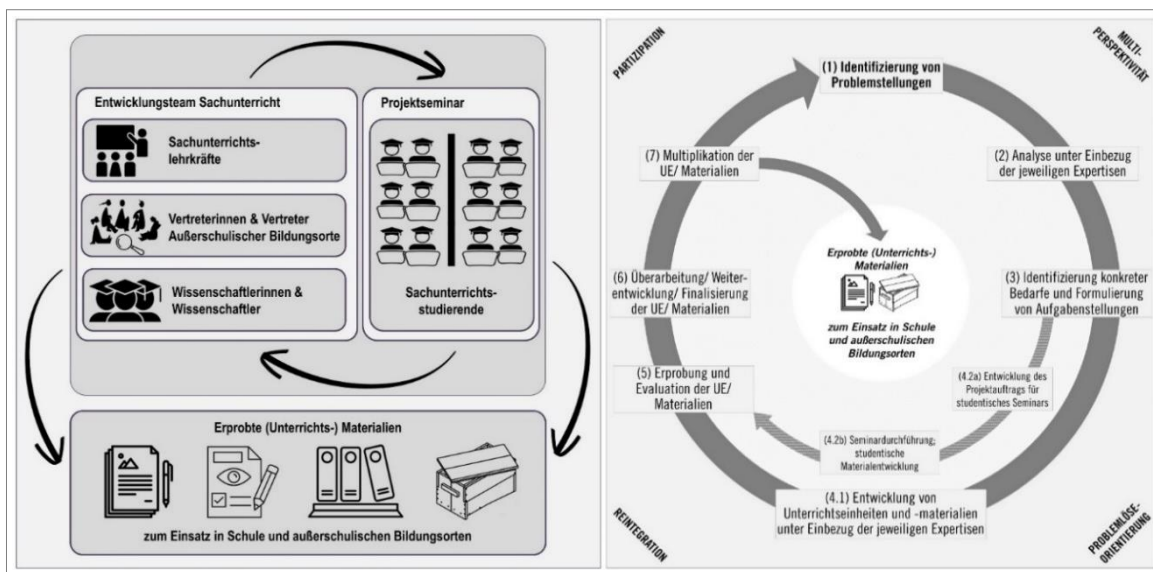 Entwicklungsteam Sachunterricht
Sachunterrichts-
lehrkräfte
Vertreterinnen & Vertreter
Außerschulischer Bildungsorte
Wissenschaftlerinnen &
Wissenschaftler
Projektseminar
Sachunterrichts-
studierende
Erprobte (Unterrichts-) Materialien
zum Einsatz in Schule und außerschulischen Bildungsorten
PARTIZIPATION
MULTI-
PERSPEKTIVITÄT
(1) Identifizierung von
Problemstellungen
(2) Analyse unter Einbezug
der jeweiligen Expertisen
(3) Identifizierung konkreter
Bedarfe und Formulierung
von Aufgabenstellungen
(4.2a) Entwicklung des
Projektauftrags für
studentisches Seminars
(4.2b) Seminardurchführung;
studentische
Materialentwicklung
(4.1) Entwicklung von
Unterrichtseinheiten und -materialien
unter Einbezug der jeweiligen Expertisen
(5) Erprobung und
Evaluation der UE/
Materialien
(6) Überarbeitung/ Weiter-
entwicklung/ Finalisierung
der UE/ Materialien
(7) Multiplikation der
UE/ Materialien
Erprobte (Unterrichts-)
Materialien
zum Einsatz in Schule
und außerschulischen
Bildungsorten
REINTEGRATION
PROBLEMLÖSE-
ORIENTIERUNG